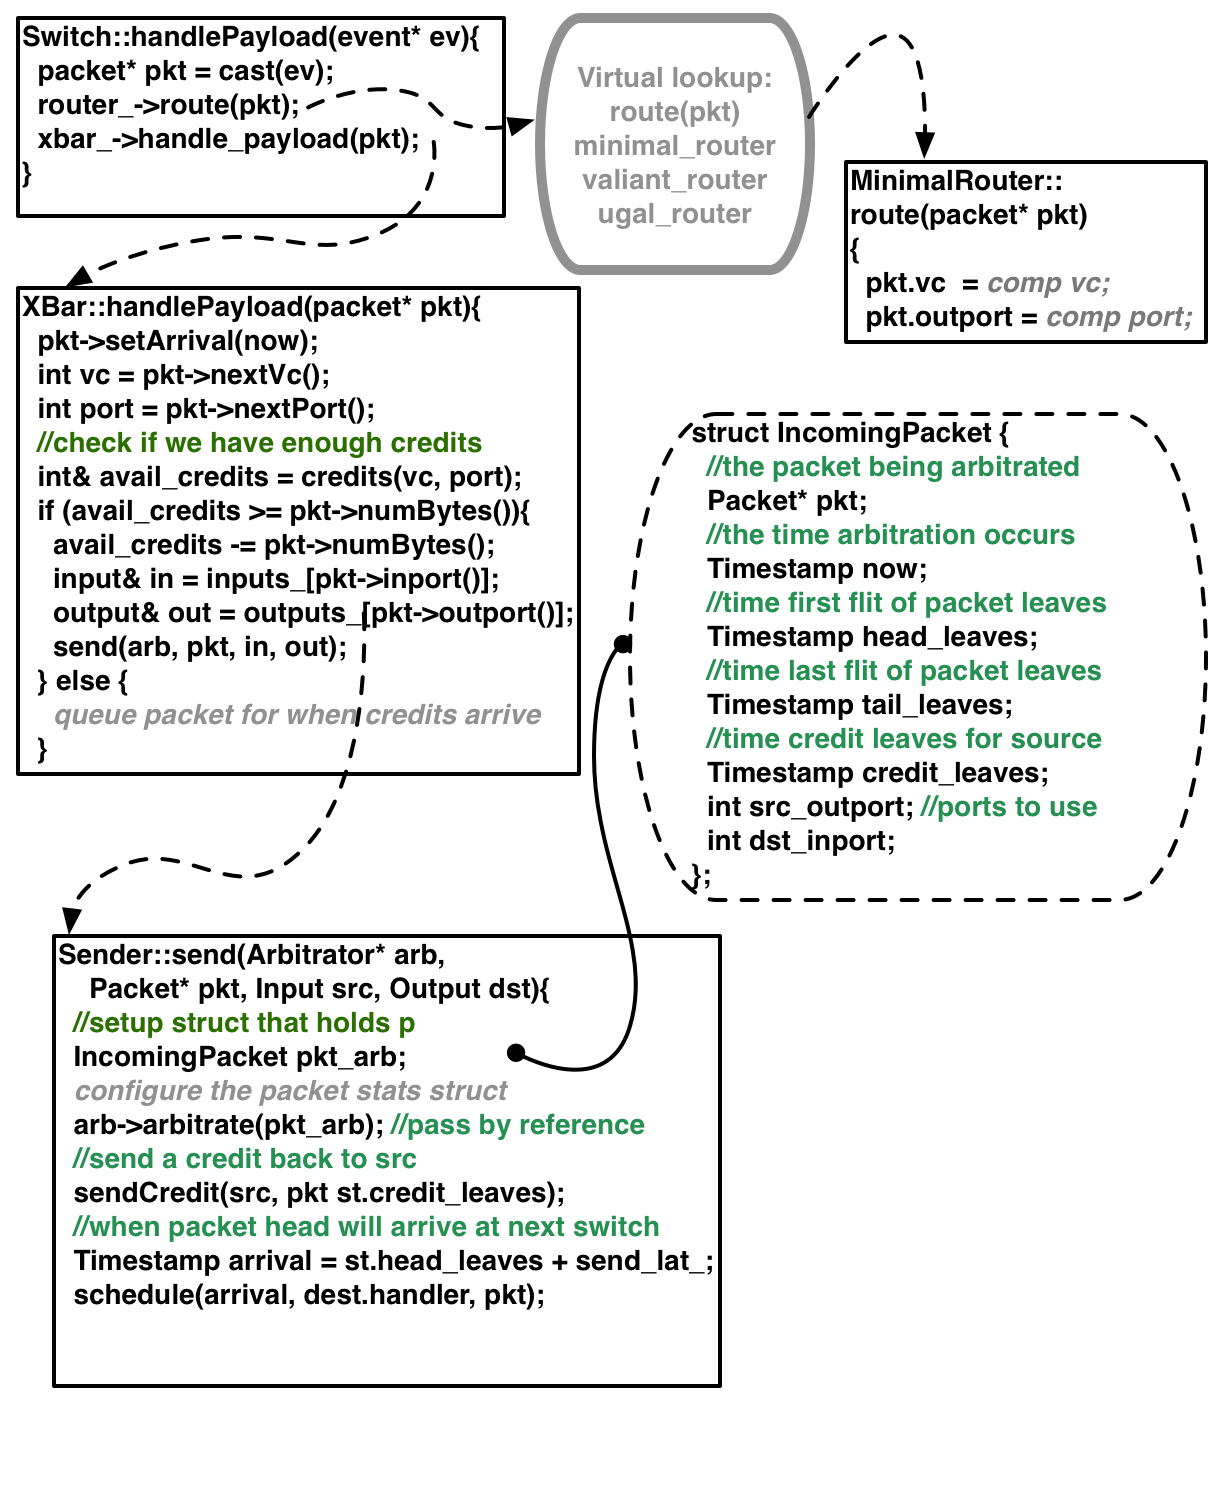 Switch::handlePayload(event* ev){
packet* pkt = cast(ev);
router_->route(pkt);
xbar_->handle_payload(pkt);
}
Virtual lookup:
route(pkt)
minimal_router
valiant_router
ugal_router
MinimalRouter::
route(packet* pkt)
{
pkt.vc = comp vc;
pkt.outport = comp port;
XBar::handlePayload(packet* pkt){
pkt->setArrival(now);
int vc = pkt->nextVc();
int port = pkt->nextPort();
//check if we have enough credits
int& avail_credits = credits(vc, port);
if (avail_credits >= pkt->numBytes()){
avail_credits -= pkt->numBytes();
input& in = inputs_[pkt->inport()];
output& out = outputs_[pkt->outport()];
send(arb, pkt, in, out);
} else {
queue packet for when credits arrive
}
struct IncomingPacket {
//the packet being arbitrated
Packet* pkt;
//the time arbitration occurs
Timestamp now;
//time first flit of packet leaves
Timestamp head_leaves;
//time last flit of packet leaves
Timestamp tail_leaves;
//time credit leaves for source
Timestamp credit_leaves;
int src_outport; //ports to use
int dst_inport;
};
Sender::send(Arbitrator* arb,
Packet* pkt, Input src, Output dst){
//setup struct that holds p
IncomingPacket pkt_arb;
configure the packet stats struct
arb->arbitrate(pkt_arb); //pass by reference
//send a credit back to src
sendCredit(src, pkt st.credit_leaves);
//when packet head will arrive at next switch
Timestamp arrival = st.head_leaves + send_lat_;
schedule(arrival, dest.handler, pkt);